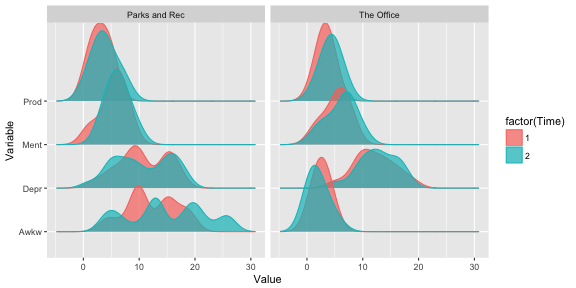 Parks and Rec The Office
Prod
Ment
Depr
Awkw
Variable
0 10 20 30 0 10 20 30
Value
factor(Time)
1
2